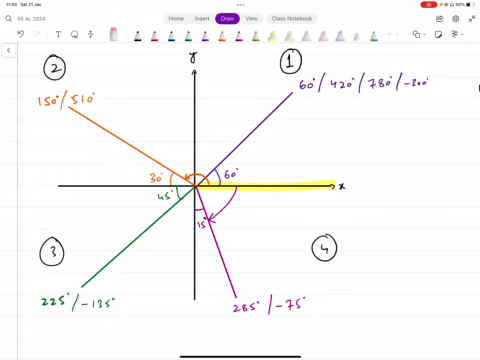 11:50 Sat 21 Jan
50%
S6 AL 2024
Home Insert Draw View Class Notebook
y
2
1
150° / 510°
60° / 420° / 780° / -300°
30°
60°
x
45°
15°
3
4
225° / -135°
285° / -75°